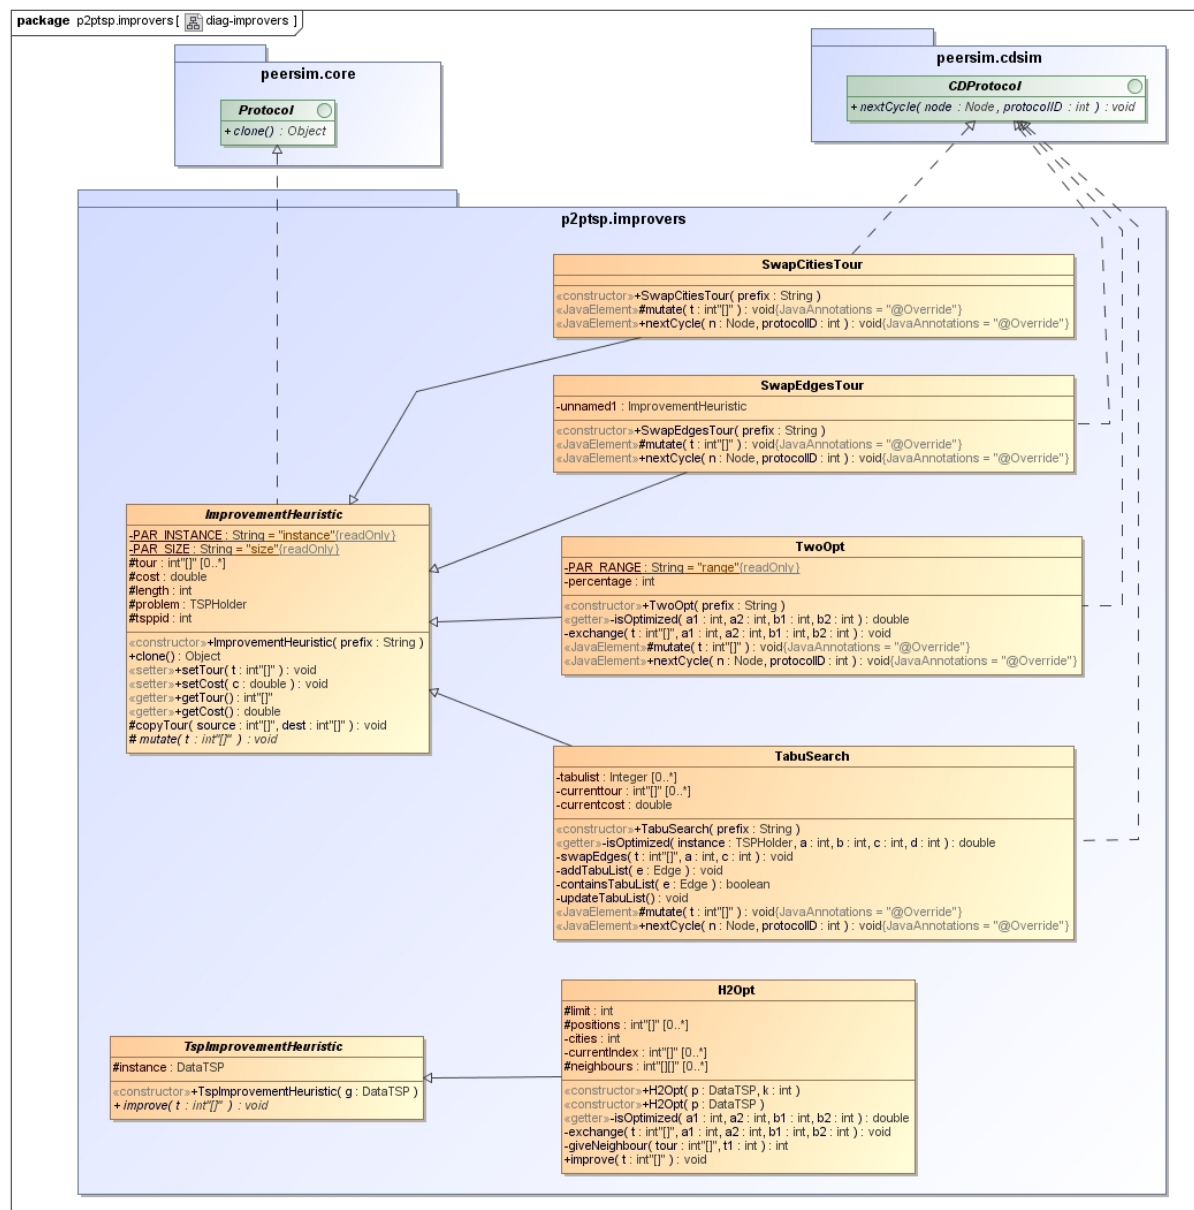 package p2ptsp.improvers [ diag-improvers ]
peersim.core
Protocol
+ clone() : Object
peersim.cdsim
CDProtocol
+ nextCycle( node : Node, protocolID : int ) : void
p2ptsp.improvers
SwapCitiesTour
«constructor»+SwapCitiesTour( prefix : String )
«JavaElement»#mutate( t : int"[]" ) : void{JavaAnnotations = "@Override"}
«JavaElement»+nextCycle( n : Node, protocolID : int ) : void{JavaAnnotations = "@Override"}
SwapEdgesTour
-unnamed1 : ImprovementHeuristic
«constructor»+SwapEdgesTour( prefix : String )
«JavaElement»#mutate( t : int"[]" ) : void{JavaAnnotations = "@Override"}
«JavaElement»+nextCycle( n : Node, protocolID : int ) : void{JavaAnnotations = "@Override"}
ImprovementHeuristic
-PAR_INSTANCE : String = "instance"{readOnly}
-PAR_SIZE : String = "size"{readOnly}
#tour : int"[]" [0..*]
#cost : double
#length : int
#problem : TSPHolder
#tsppid : int
«constructor»+ImprovementHeuristic( prefix : String )
+clone() : Object
«setter»+setTour( t : int"[]" ) : void
«setter»+setCost( c : double ) : void
«getter»+getTour() : int"[]"
«getter»+getCost() : double
#copyTour( source : int"[]", dest : int"[]" ) : void
# mutate( t : int"[]" ) : void
TwoOpt
-PAR_RANGE : String = "range"{readOnly}
-percentage : int
«constructor»+TwoOpt( prefix : String )
«getter»-isOptimized( a1 : int, a2 : int, b1 : int, b2 : int ) : double
-exchange( t : int"[]", a1 : int, a2 : int, b1 : int, b2 : int ) : void
«JavaElement»#mutate( t : int"[]" ) : void{JavaAnnotations = "@Override"}
«JavaElement»+nextCycle( n : Node, protocolID : int ) : void{JavaAnnotations = "@Override"}
TabuSearch
-tabulist : Integer [0..*]
-currenttour : int"[]" [0..*]
-currentcost : double
«constructor»+TabuSearch( prefix : String )
«getter»-isOptimized( instance : TSPHolder, a : int, b : int, c : int, d : int ) : double
-swapEdges( t : int"[]", a : int, c : int ) : void
-addTabuList( e : Edge ) : void
-containsTabuList( e : Edge ) : boolean
-updateTabuList() : void
«JavaElement»#mutate( t : int"[]" ) : void{JavaAnnotations = "@Override"}
«JavaElement»+nextCycle( n : Node, protocolID : int ) : void{JavaAnnotations = "@Override"}
TspImprovementHeuristic
#instance : DataTSP
«constructor»+TspImprovementHeuristic( g : DataTSP )
+ improve( t : int"[]" ) : void
H2Opt
#limit : int
#positions : int"[]" [0..*]
-cities : int
-currentIndex : int"[]" [0..*]
#neighbours : int"[][]" [0..*]
«constructor»+H2Opt( p : DataTSP, k : int )
«constructor»+H2Opt( p : DataTSP )
«getter»-isOptimized( a1 : int, a2 : int, b1 : int, b2 : int ) : double
-exchange( t : int"[]", a1 : int, a2 : int, b1 : int, b2 : int ) : void
-giveNeighbour( tour : int"[]", t1 : int ) : int
+improve( t : int"[]" ) : void